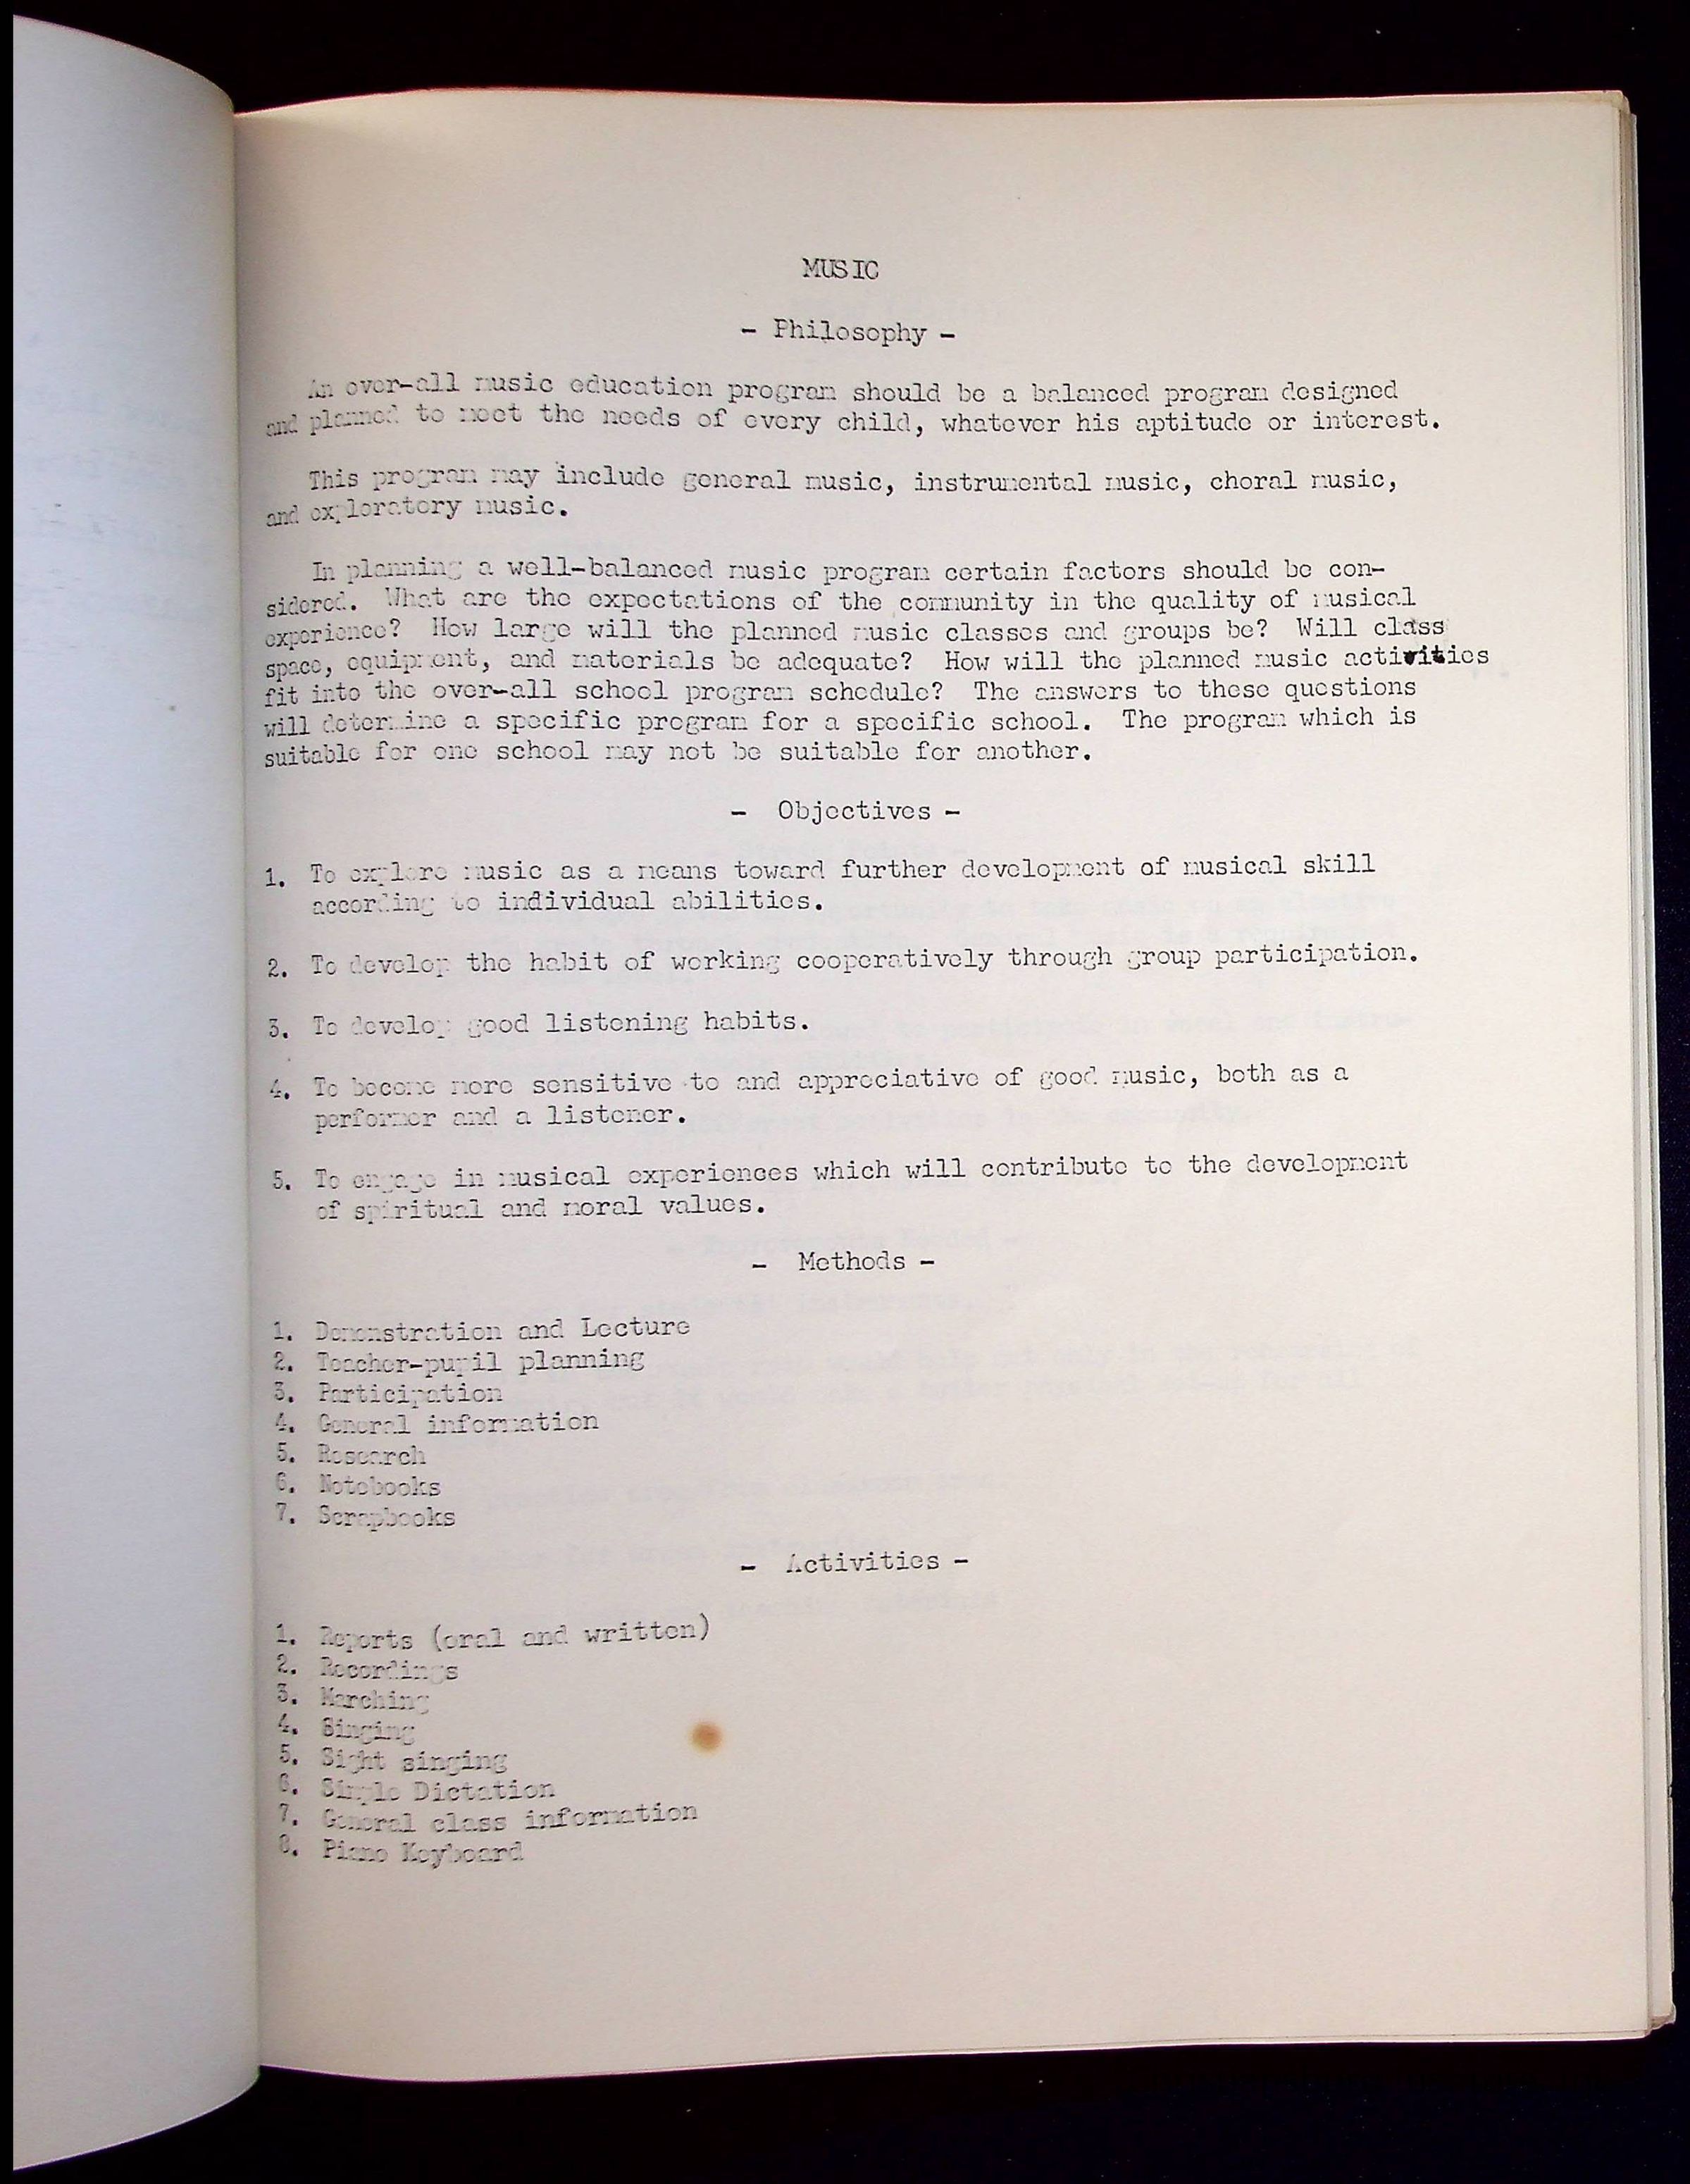 MUSIC
- Philosophy -
An over-all music education program should be a balanced program designed
and planned to meet the needs of every child, whatever his aptitude or interest.
This program may include general music, instrumental music, choral music,
and exploratory music.
In planning a well-balanced music program certain factors should be con-
sidered. What are the expectations of the community in the quality of musical
experience? How large will the planned music classes and groups be? Will class
space, equipment, and materials be adequate? How will the planned music activities
fit into the over-all school program schedule? The answers to these questions
will determine a specific program for a specific school. The program which is
suitable for one school may not be suitable for another.
- Objectives -
1. To explore music as a means toward further development of musical skill
according to individual abilities.
2. To develop the habit of working cooperatively through group participation.
3. To develop good listening habits.
4. To become more sensitive to and appreciative of good music, both as a
performer and a listener.
5. To engage in musical experiences which will contribute to the development
of spiritual and moral values.
- Methods -
1. Demonstration and Lecture
2. Teacher-pupil planning
3. Participation
4. General information
5. Research
6. Notebooks
7. Scrapbooks
- Activities -
1. Reports (oral and written)
2. Recordings
3. Marching
4. Singing
5. Sight singing
6. Simple Dictation
7. General class information
8. Piano Keyboard